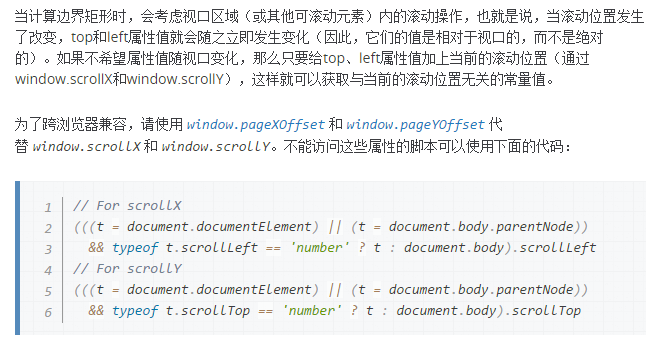 当计算边界矩形时，会考虑视口区域（或其他可滚动元素）内的滚动操作，也就是说，当滚动位置发生
了改变，top和left属性值就会随之立即发生变化（因此，它们的值是相对于视口的，而不是绝对
的）。如果不希望属性值随视口变化，那么只要给top、left属性值加上当前的滚动位置（通过
window.scrollX和window.scrollY），这样就可以获取与当前的滚动位置无关的常量值。
为了跨浏览器兼容，请使用 window.pageXOffset 和 window.pageYOffset 代
替 window.scrollX 和 window.scrollY。不能访问这些属性的脚本可以使用下面的代码：
1 // For scrollX
2 (((t = document.documentElement) || (t = document.body.parentNode))
3 && typeof t.scrollLeft == 'number' ? t : document.body).scrollLeft
4 // For scrollY
5 (((t = document.documentElement) || (t = document.body.parentNode))
6 && typeof t.scrollTop == 'number' ? t : document.body).scrollTop